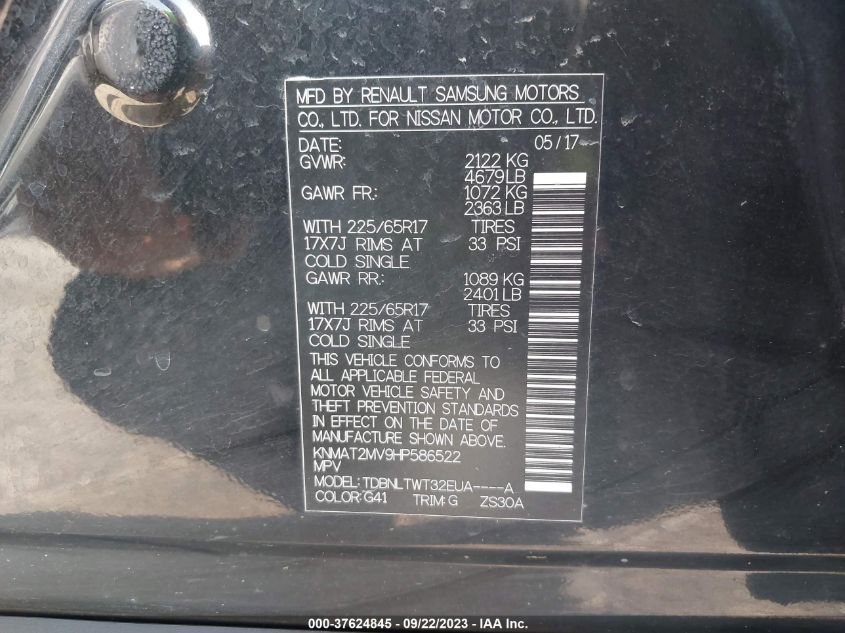 MFD BY RENAULT SAMSUNG MOTORS
CO., LTD. FOR NISSAN MOTOR CO., LTD.
DATE: 05/17
GVWR: 2122 KG
4679 LB
GAWR FR.: 1072 KG
2363 LB
WITH 225/65R17 TIRES
17X7J RIMS AT 33 PSI
COLD SINGLE
GAWR RR.: 1089 KG
2401 LB
WITH 225/65R17 TIRES
17X7J RIMS AT 33 PSI
COLD SINGLE
THIS VEHICLE CONFORMS TO
ALL APPLICABLE FEDERAL
MOTOR VEHICLE SAFETY AND
THEFT PREVENTION STANDARDS
IN EFFECT ON THE DATE OF
MANUFACTURE SHOWN ABOVE.
KNMAT2MV9HP586522
MPV
MODEL: TDBNLTWT32EUA----A
COLOR: G41 TRIM: G ZS30A
000-37624845 - 09/22/2023 - IAA Inc.